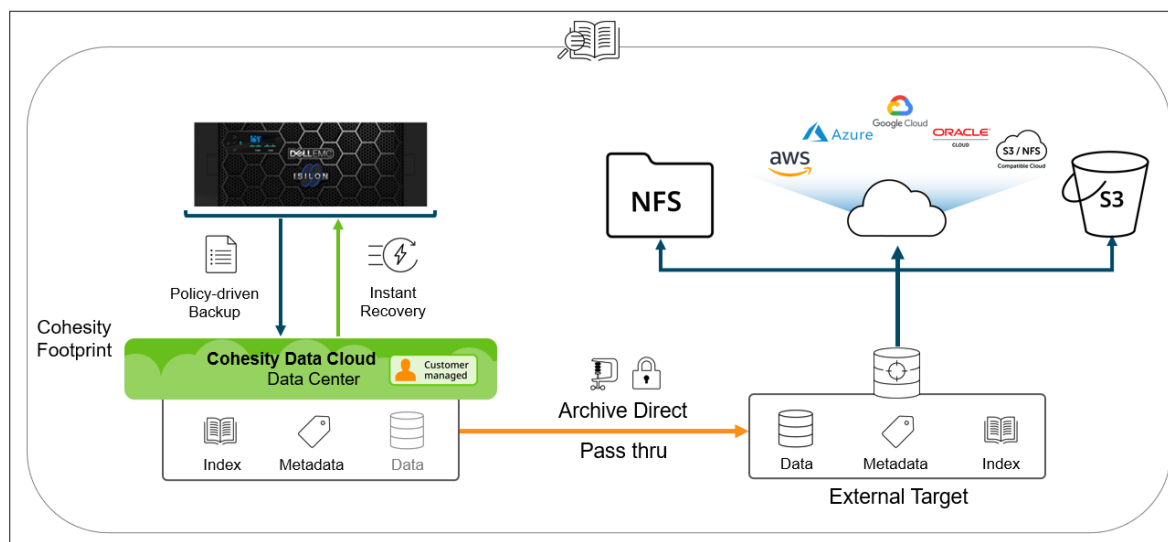 DELLEMC
ISILON
Policy-driven
Backup
Instant
Recovery
Cohesity
Footprint
Cohesity Data Cloud
Data Center
Customer
managed
Index
Metadata
Data
Archive Direct
Pass thru
NFS
aws
Azure
Google Cloud
ORACLE
CLOUD
S3 / NFS
Compatible Cloud
S3
Data
Metadata
Index
External Target